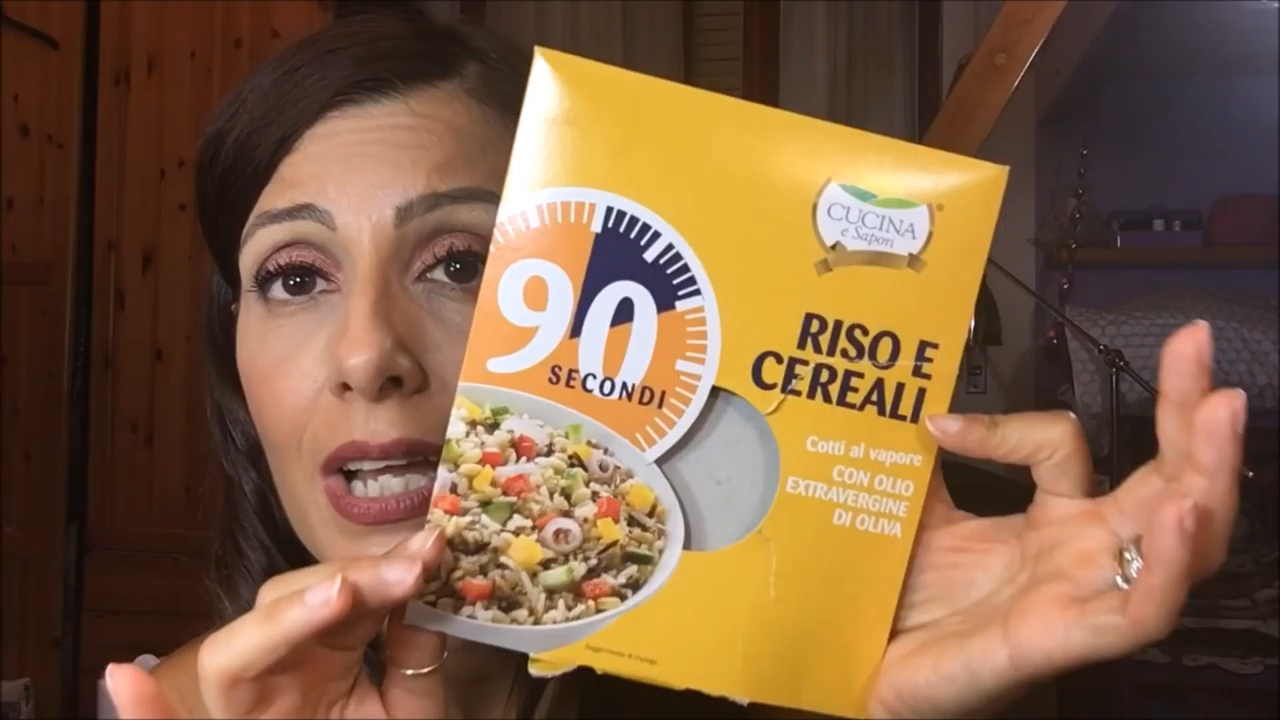 CUCINA
e Sapori
90
SECONDI
RISO E
CEREALI
Cotti al vapore
CON OLIO
EXTRAVERGINE
DI OLIVA